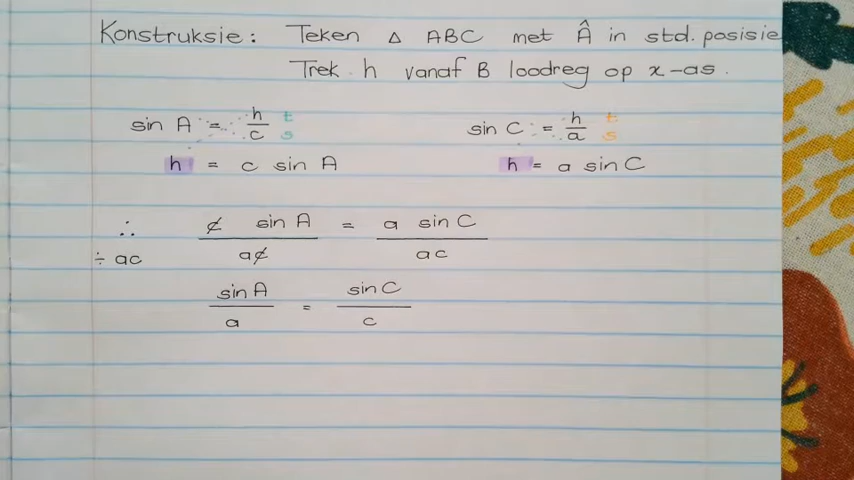 Konstruksie: Teken △ ABC met Â in std. posisie
Trek h vanaf B loodreg op x-as.
sin A = h/c t/s sin C = h/a t/s
h = c sin A h = a sin C
∴ c sin A / ac = a sin C / ac
÷ ac
sin A / a = sin C / c